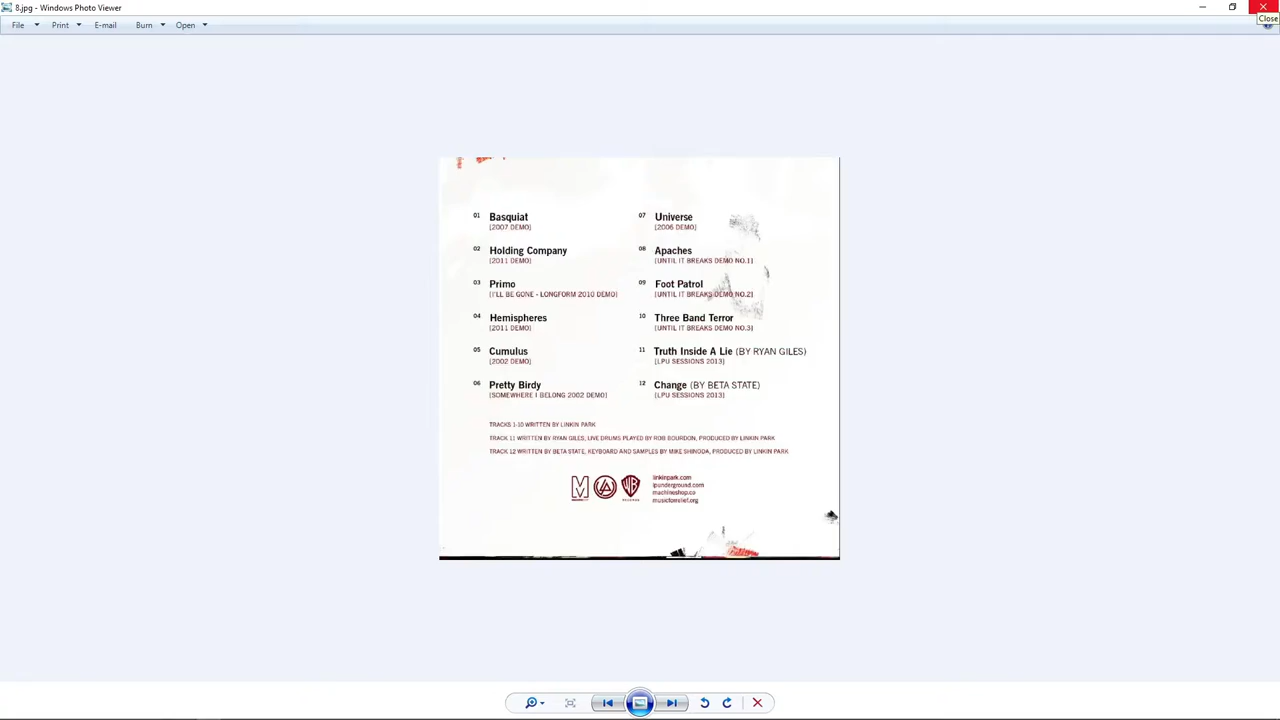 8.jpg - Windows Photo Viewer
Close
File Print E-mail Burn Open
01 Basquiat
(2007 DEMO)
02 Holding Company
(2011 DEMO)
03 Primo
(I'LL BE GONE - LONGFORM 2010 DEMO)
04 Hemispheres
(2011 DEMO)
05 Cumulus
(2002 DEMO)
06 Pretty Birdy
(SOMEWHERE I BELONG 2002 DEMO)
07 Universe
(2006 DEMO)
08 Apaches
(UNTIL IT BREAKS DEMO NO.1)
09 Foot Patrol
(UNTIL IT BREAKS DEMO NO.2)
10 Three Band Terror
(UNTIL IT BREAKS DEMO NO.3)
11 Truth Inside A Lie (BY RYAN GILES)
(LPU SESSIONS 2013)
12 Change (BY BETA STATE)
(LPU SESSIONS 2013)
TRACKS 1-10 WRITTEN BY LINKIN PARK
TRACK 11 WRITTEN BY RYAN GILES, LIVE DRUMS PLAYED BY ROB BOURDON, PRODUCED BY LINKIN PARK
TRACK 12 WRITTEN BY BETA STATE, KEYBOARD AND SAMPLES BY MIKE SHINODA, PRODUCED BY LINKIN PARK
linkinpark.com
lpunderground.com
machineshop.co
musicforrelief.org